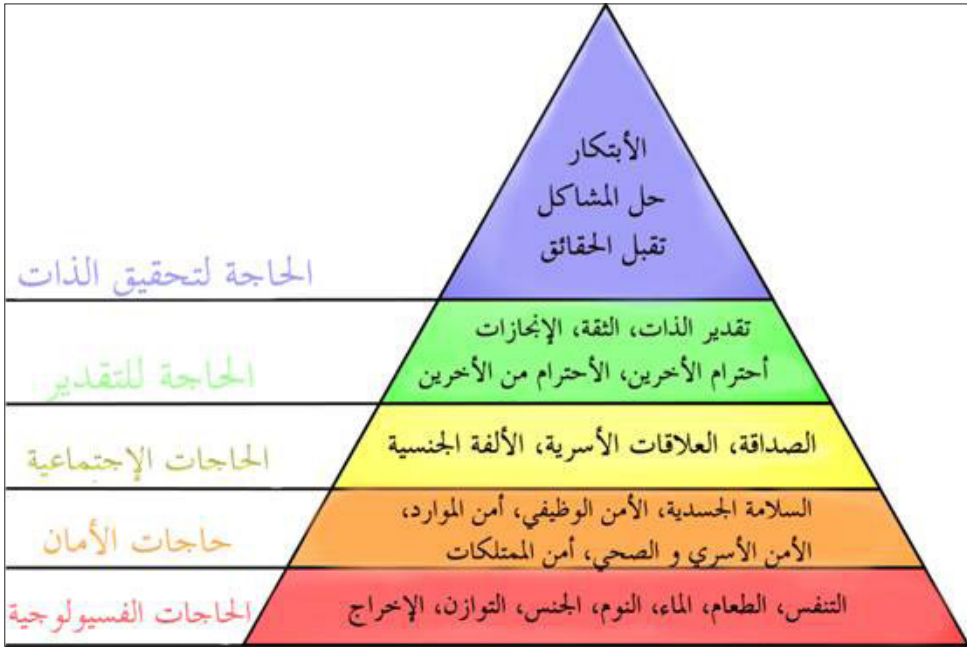 الأبتكار
حل المشاكل
تقبل الحقائق
الحاجة لتحقيق الذات
تقدير الذات، الثقة، الإنجازات
أحترام الأخرين، الأحترام من الأخرين
الحاجة للتقدير
الصداقة، العلاقات الأسرية، الألفة الجنسية
الحاجات الإجتماعية
السلامة الجسدية، الأمن الوظيفي، أمن الموارد،
الأمن الأسري و الصحي، أمن الممتلكات
حاجات الأمان
التنفس، الطعام، الماء، النوم، الجنس، التوازن، الإخراج
الحاجات الفسيولوجية